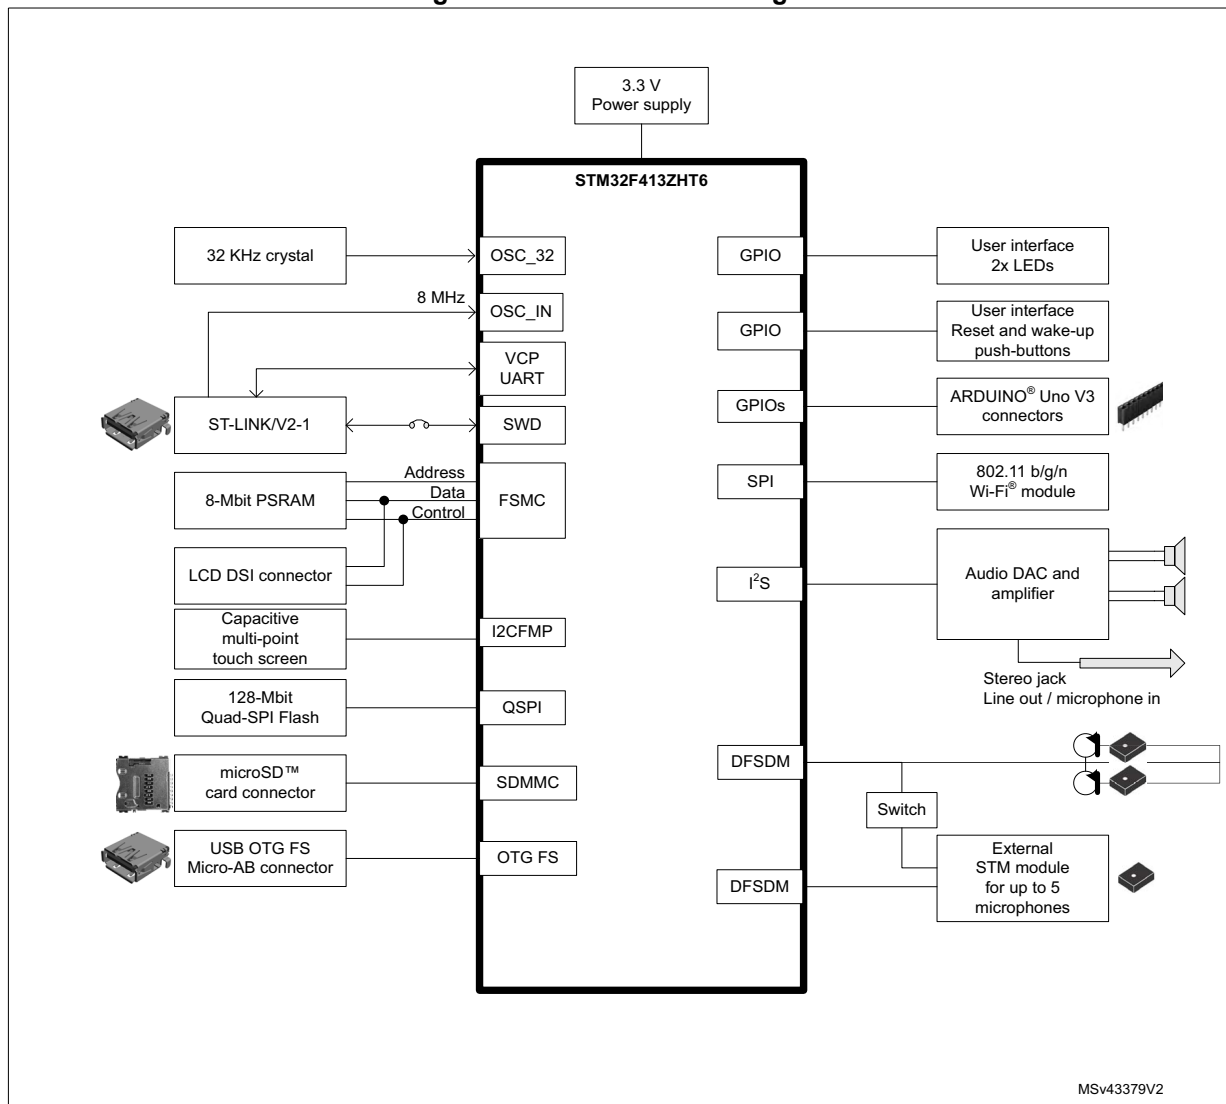 3.3 V
Power supply
STM32F413ZHT6
32 KHz crystal
OSC_32
8 MHz
OSC_IN
VCP
UART
ST-LINK/V2-1
SWD
8-Mbit PSRAM
Address
Data
Control
FSMC
LCD DSI connector
Capacitive
multi-point
touch screen
I2CFMP
128-Mbit
Quad-SPI Flash
QSPI
microSD™
card connector
SDMMC
USB OTG FS
Micro-AB connector
OTG FS
GPIO
User interface
2x LEDs
GPIO
User interface
Reset and wake-up
push-buttons
GPIOs
ARDUINO® Uno V3
connectors
SPI
802.11 b/g/n
Wi-Fi® module
I²S
Audio DAC and
amplifier
Stereo jack
Line out / microphone in
DFSDM
Switch
DFSDM
External
STM module
for up to 5
microphones
MSv43379V2